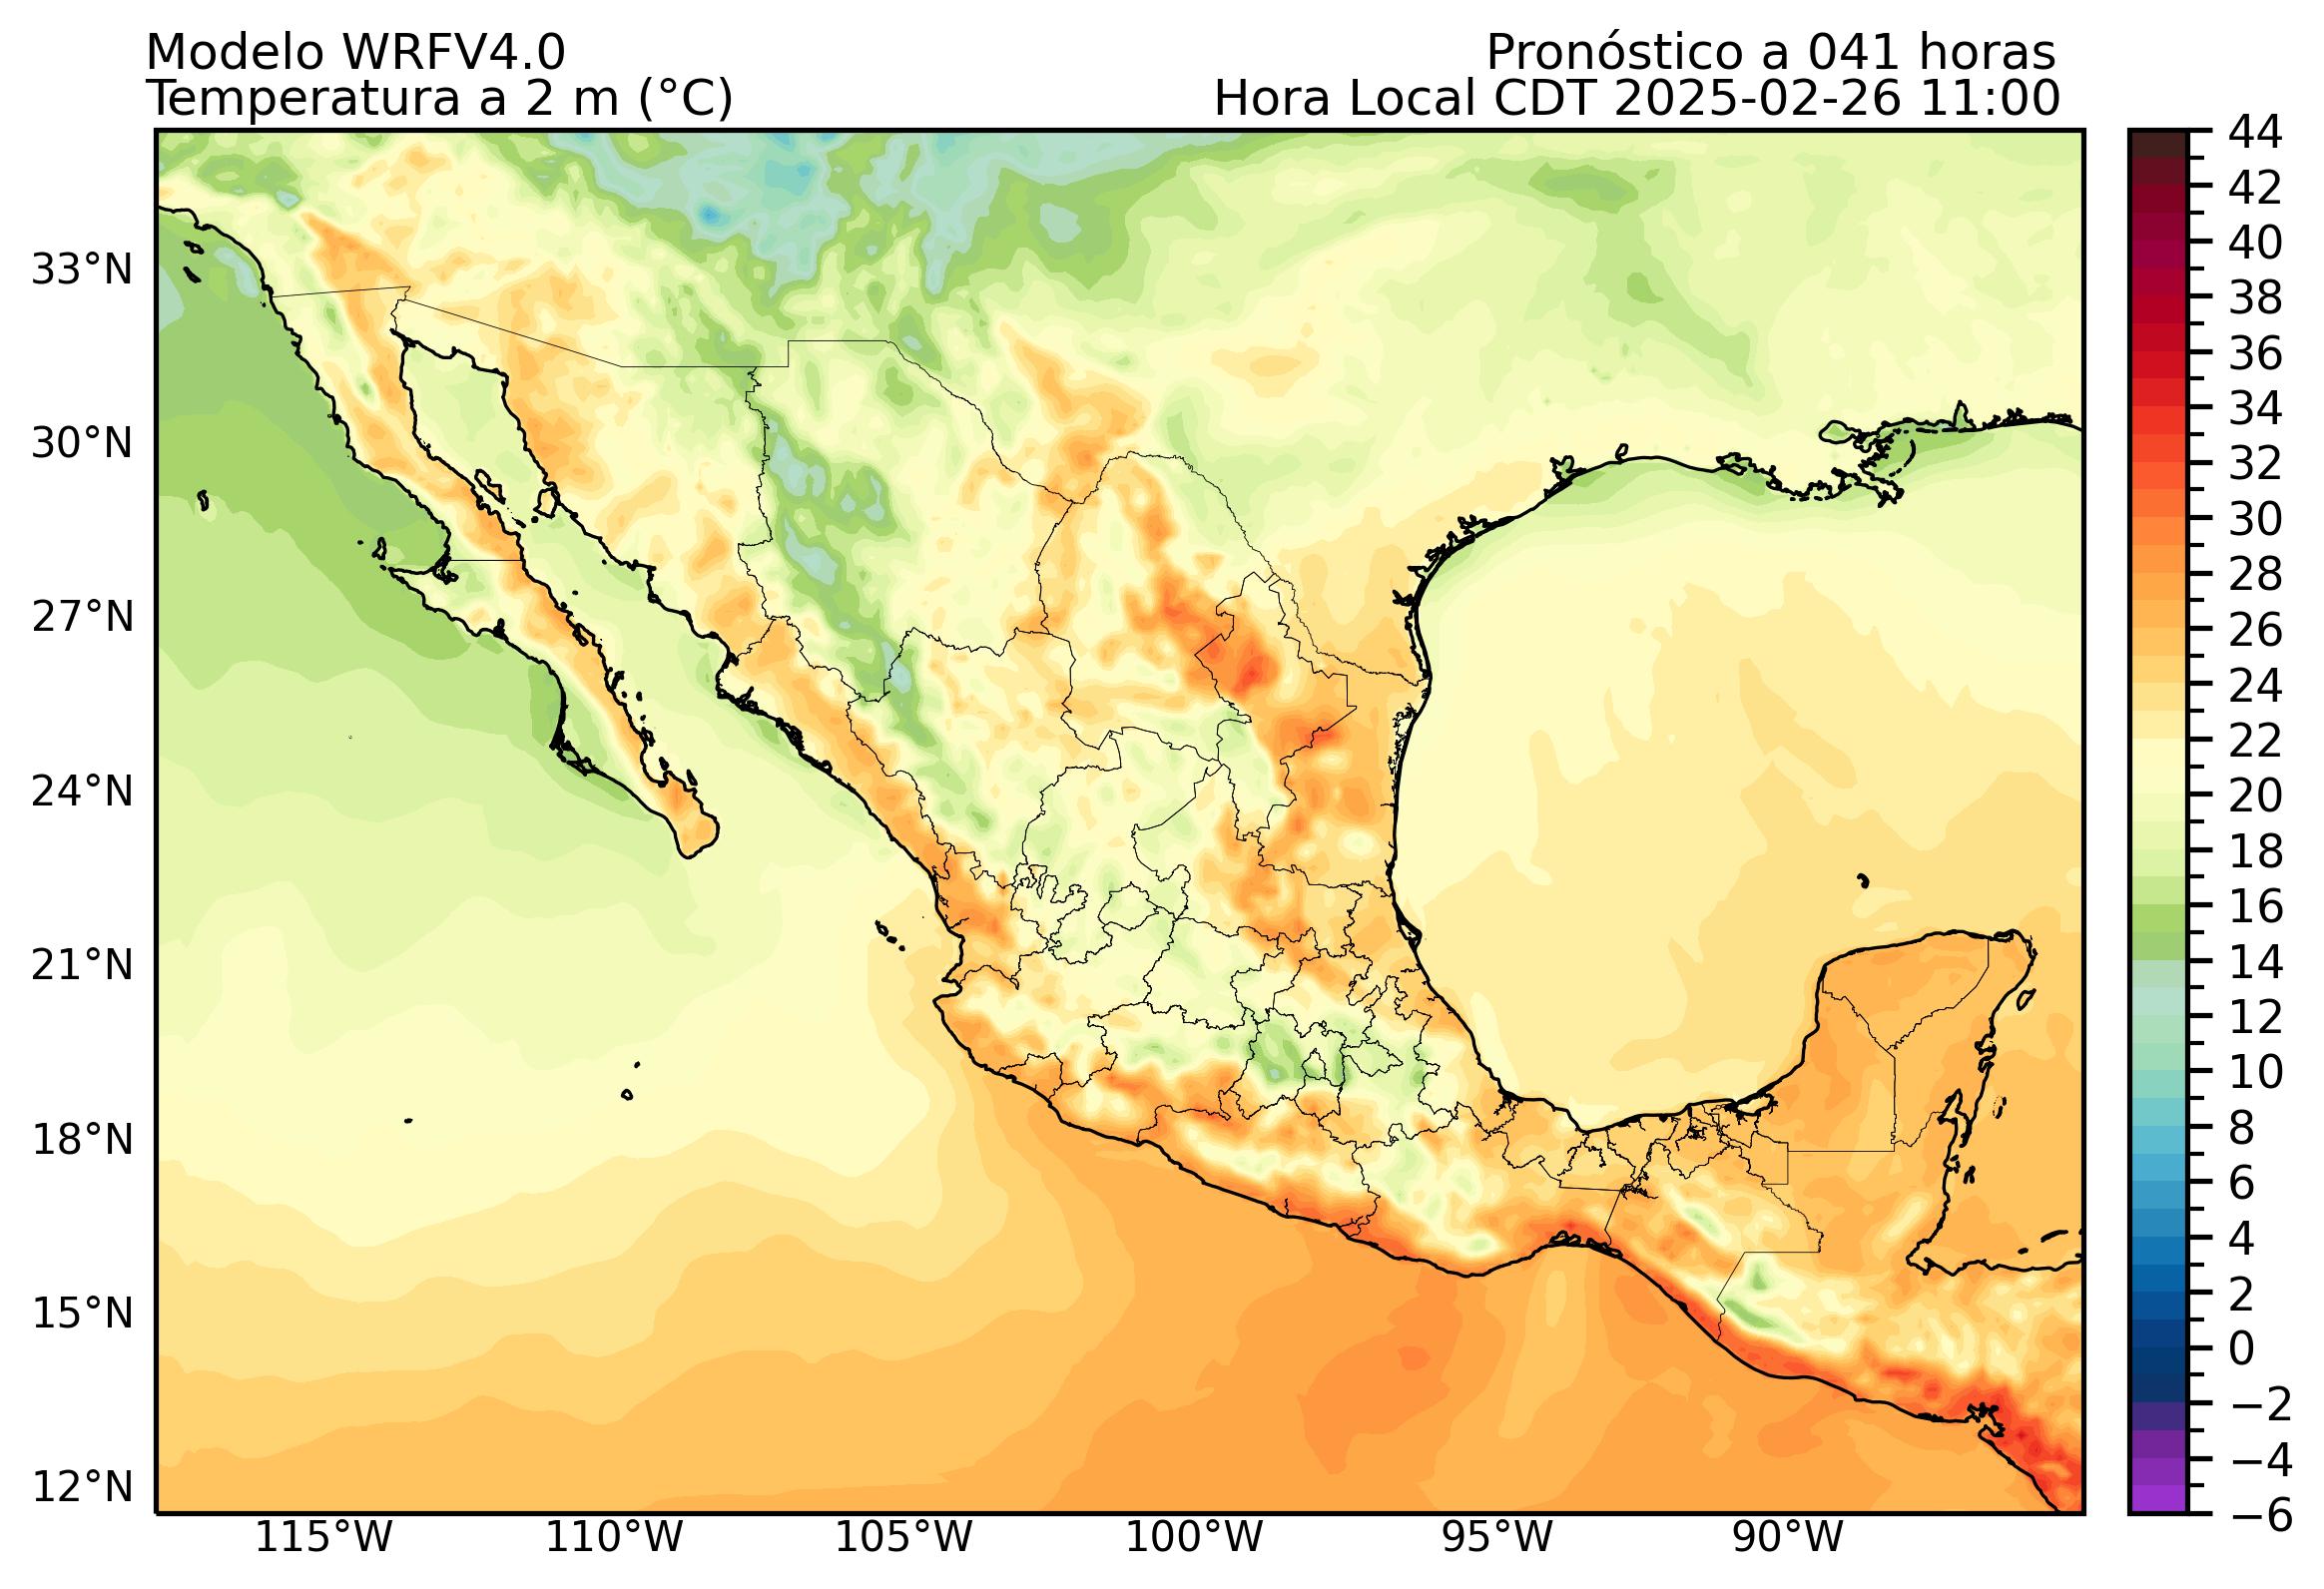 Modelo WRFV4.0
Pronóstico a 041 horas
Temperatura a 2 m (°C)
Hora Local CDT 2025-02-26 11:00
33°N
30°N
27°N
24°N
21°N
18°N
15°N
12°N
115°W
110°W
105°W
100°W
95°W
90°W
44
42
40
38
36
34
32
30
28
26
24
22
20
18
16
14
12
10
8
6
4
2
0
−2
−4
−6